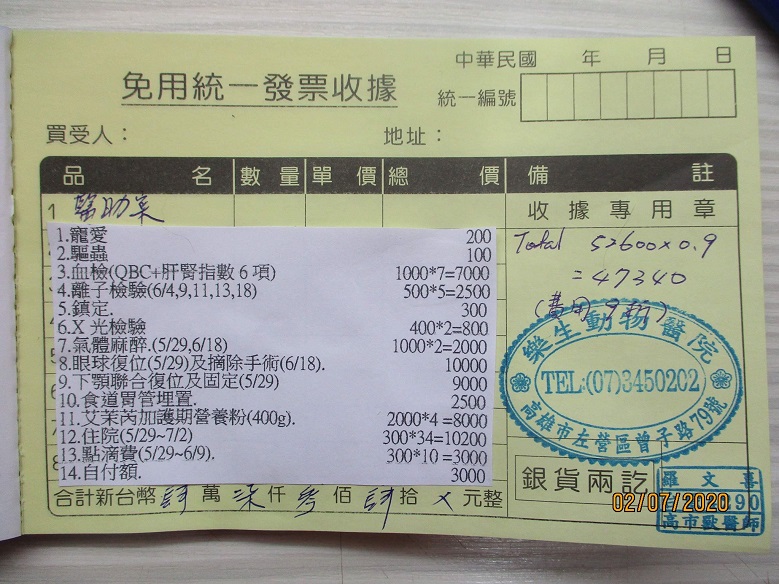 中華民國 年 月 日
免用統一發票收據
統一編號
買受人： 地址：
品 名 數量 單價 總 價 備 註
1 醫助案
收據專用章
1.寵愛 200
2.驅蟲 100
3.血檢(QBC+肝腎指數6項) 1000*7=7000
4.離子檢驗(6/4,9,11,13,18) 500*5=2500
5.鎮定. 300
6.X光檢驗 400*2=800
7.氣體麻醉.(5/29,6/18) 1000*2=2000
8.眼球復位(5/29)及摘除手術(6/18). 10000
9.下顎聯合復位及固定(5/29) 9000
10.食道胃管埋置. 2500
11.艾茉芮加護期營養粉(400g). 2000*4 =8000
12.住院(5/29~7/2) 300*34=10200
13.點滴費(5/29~6/9). 300*10 =3000
14.自付額. 3000
Total 52600x0.9
=47340
(費用9折)
樂生動物醫院
TEL:(07)3450202
高雄市左營區曾子路79號
銀貨兩訖
羅文喜
90
高市獸醫師
合計新台幣 肆 萬 柒 仟 參 佰 肆 拾 x 元整
02/07/2020